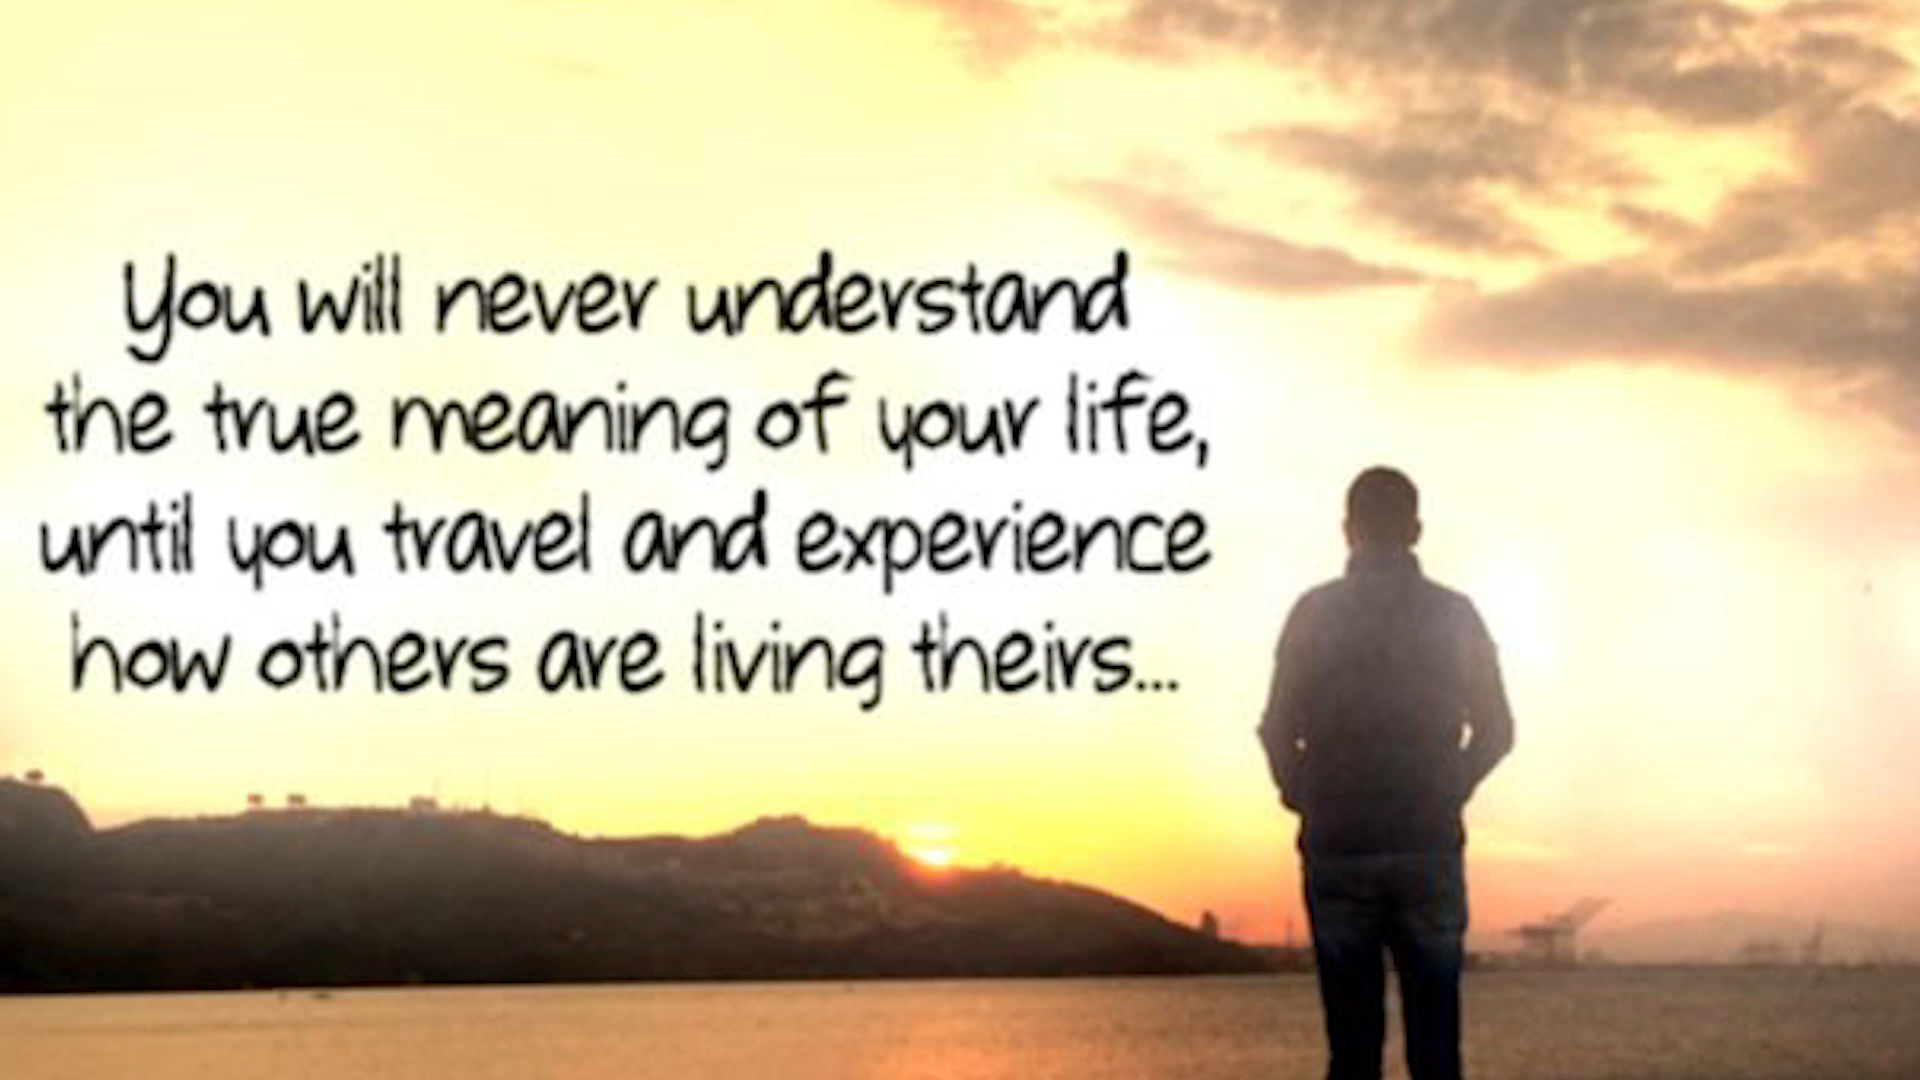 You will never understand
the true meaning of your life,
until you travel and experience
how others are living theirs...